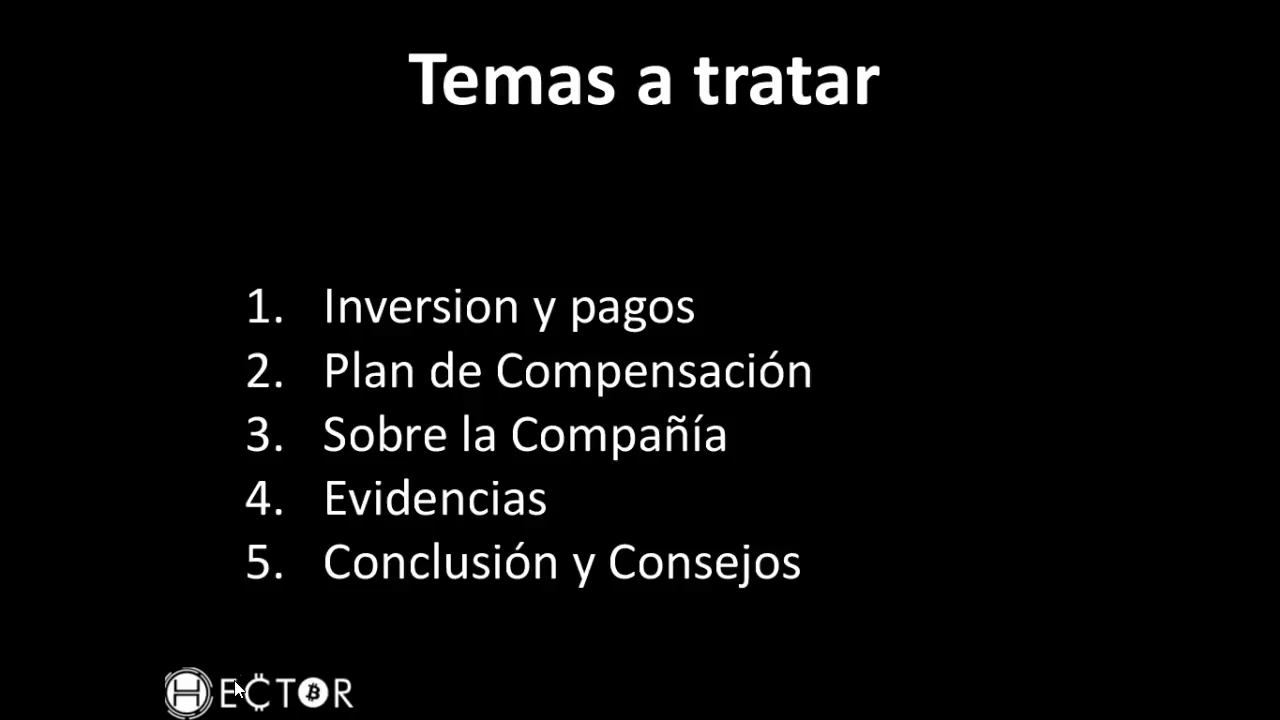 Temas a tratar
1. Inversion y pagos
2. Plan de Compensación
3. Sobre la Compañía
4. Evidencias
5. Conclusión y Consejos
HECTOR